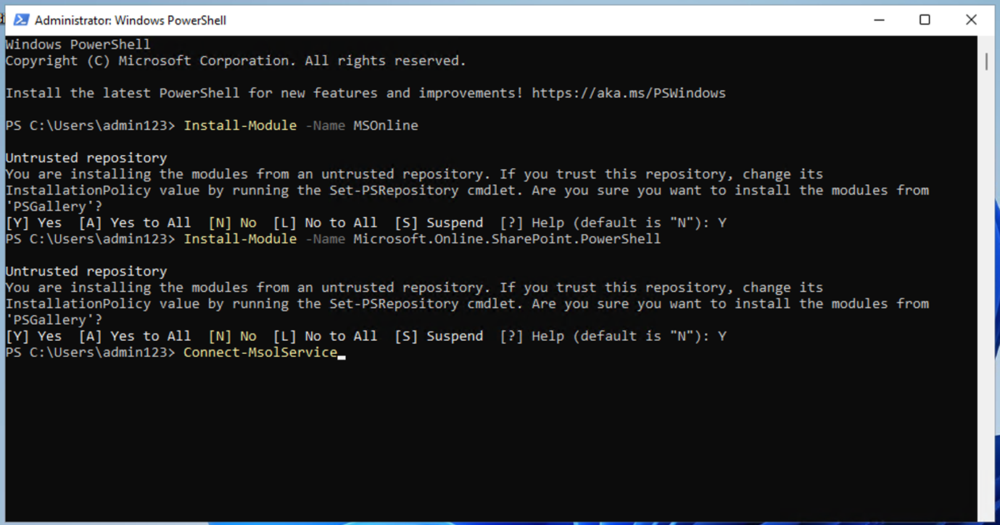 Administrator: Windows PowerShell
Windows PowerShell
Copyright (C) Microsoft Corporation. All rights reserved.
Install the latest PowerShell for new features and improvements! https://aka.ms/PSWindows
PS C:\Users\admin123> Install-Module -Name MSOnline
Untrusted repository
You are installing the modules from an untrusted repository. If you trust this repository, change its
InstallationPolicy value by running the Set-PSRepository cmdlet. Are you sure you want to install the modules from
'PSGallery'?
[Y] Yes  [A] Yes to All  [N] No  [L] No to All  [S] Suspend  [?] Help (default is "N"): Y
PS C:\Users\admin123> Install-Module -Name Microsoft.Online.SharePoint.PowerShell
Untrusted repository
You are installing the modules from an untrusted repository. If you trust this repository, change its
InstallationPolicy value by running the Set-PSRepository cmdlet. Are you sure you want to install the modules from
'PSGallery'?
[Y] Yes  [A] Yes to All  [N] No  [L] No to All  [S] Suspend  [?] Help (default is "N"): Y
PS C:\Users\admin123> Connect-MsolService